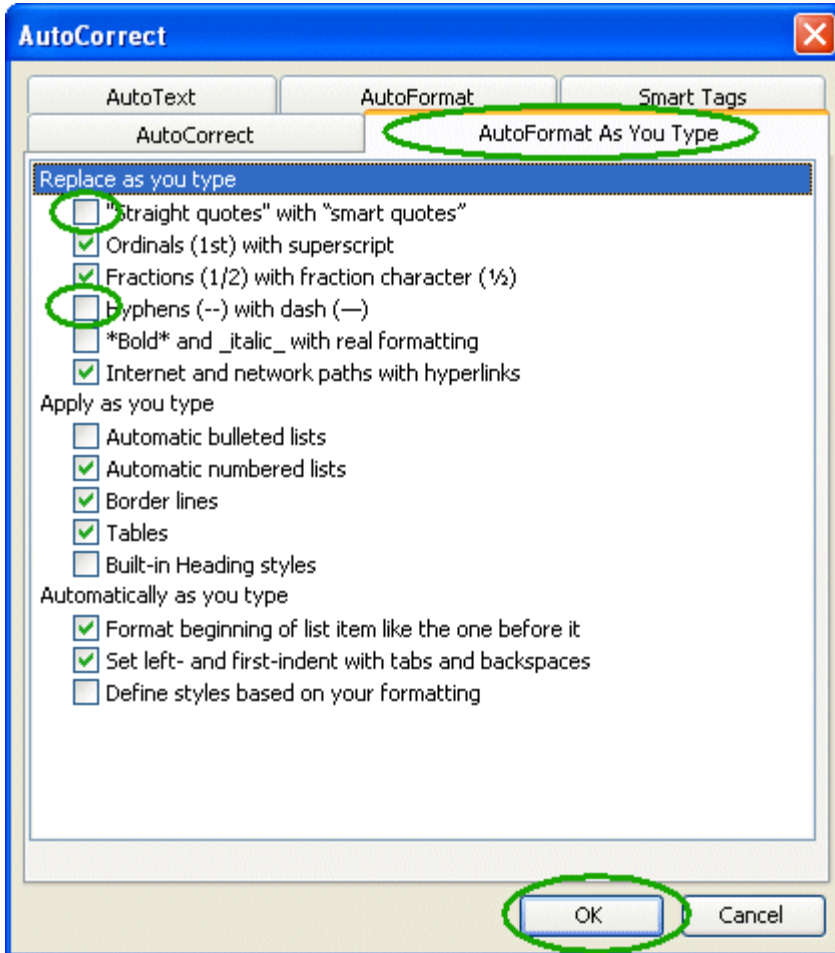 AutoCorrect
AutoText AutoFormat Smart Tags
AutoCorrect AutoFormat As You Type
Replace as you type
"Straight quotes" with “smart quotes”
Ordinals (1st) with superscript
Fractions (1/2) with fraction character (½)
Hyphens (--) with dash (—)
*Bold* and _italic_ with real formatting
Internet and network paths with hyperlinks
Apply as you type
Automatic bulleted lists
Automatic numbered lists
Border lines
Tables
Built-in Heading styles
Automatically as you type
Format beginning of list item like the one before it
Set left- and first-indent with tabs and backspaces
Define styles based on your formatting
OK Cancel